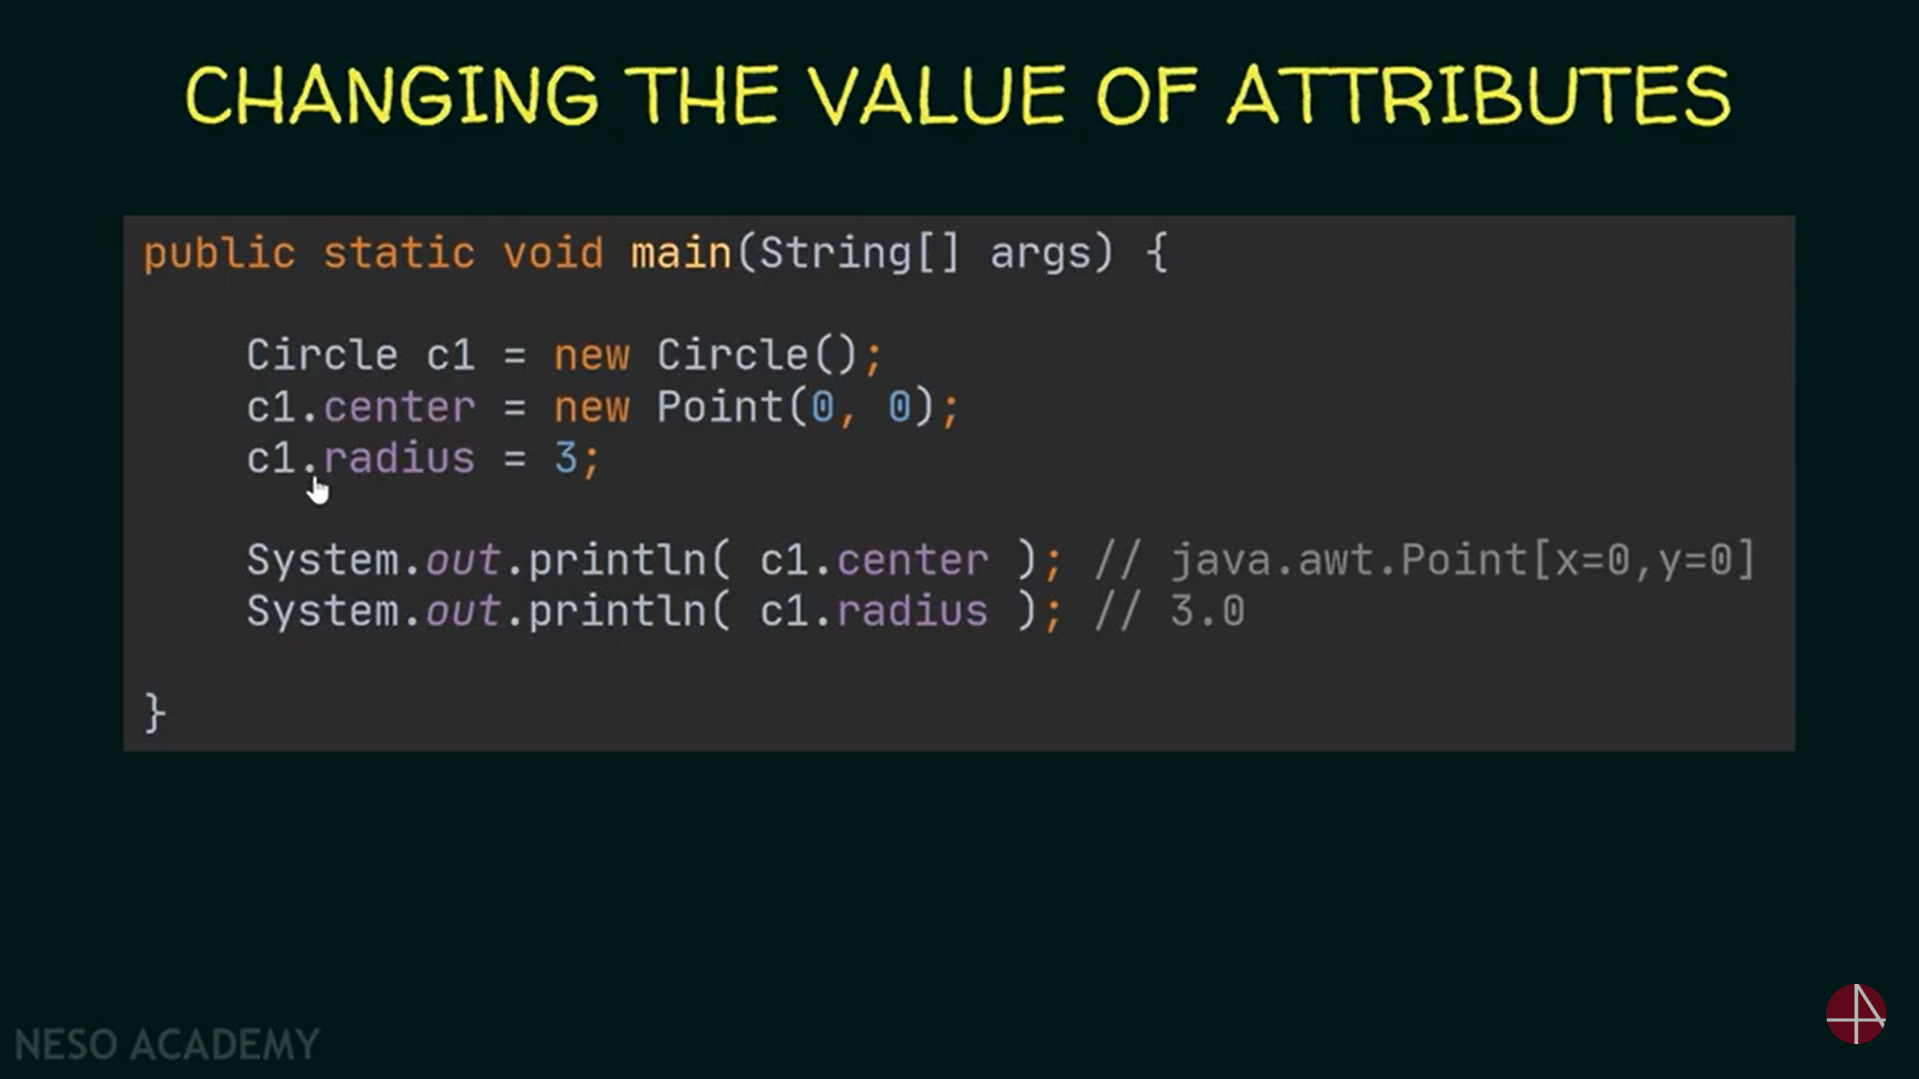 CHANGING THE VALUE OF ATTRIBUTES
public static void main(String[] args) {
Circle c1 = new Circle();
c1.center = new Point(0, 0);
c1.radius = 3;
System.out.println( c1.center ); // java.awt.Point[x=0,y=0]
System.out.println( c1.radius ); // 3.0
}
NESO ACADEMY